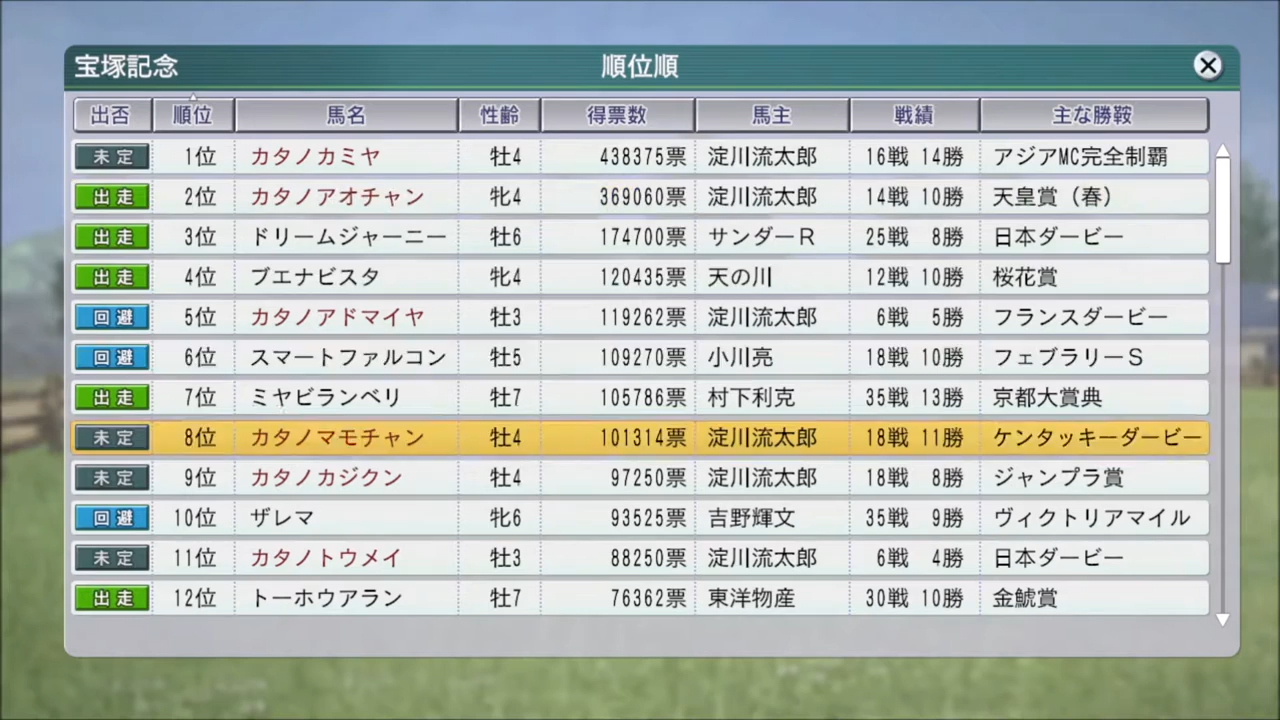 宝塚記念 順位順
出否 順位 馬名 性齢 得票数 馬主 戦績 主な勝鞍
未定 1位 カタノカミヤ 牡4 438375票 淀川流太郎 16戦 14勝 アジアMC完全制覇
出走 2位 カタノアオチャン 牝4 369060票 淀川流太郎 14戦 10勝 天皇賞（春）
出走 3位 ドリームジャーニー 牡6 174700票 サンダーR 25戦 8勝 日本ダービー
出走 4位 ブエナビスタ 牝4 120435票 天の川 12戦 10勝 桜花賞
回避 5位 カタノアドマイヤ 牡3 119262票 淀川流太郎 6戦 5勝 フランスダービー
回避 6位 スマートファルコン 牡5 109270票 小川亮 18戦 10勝 フェブラリーS
出走 7位 ミヤビランベリ 牡7 105786票 村下利克 35戦 13勝 京都大賞典
未定 8位 カタノマモチャン 牡4 101314票 淀川流太郎 18戦 11勝 ケンタッキーダービー
未定 9位 カタノカジクン 牡4 97250票 淀川流太郎 18戦 8勝 ジャンプラ賞
回避 10位 ザレマ 牝6 93525票 吉野輝文 35戦 9勝 ヴィクトリアマイル
未定 11位 カタノトウメイ 牡3 88250票 淀川流太郎 6戦 4勝 日本ダービー
出走 12位 トーホウアラン 牡7 76362票 東洋物産 30戦 10勝 金鯱賞